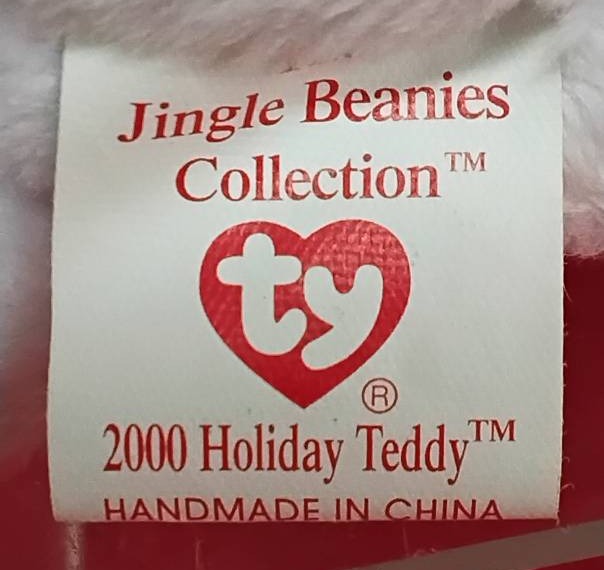 Jingle Beanies
Collection™
ty
®
2000 Holiday Teddy™
HANDMADE IN CHINA